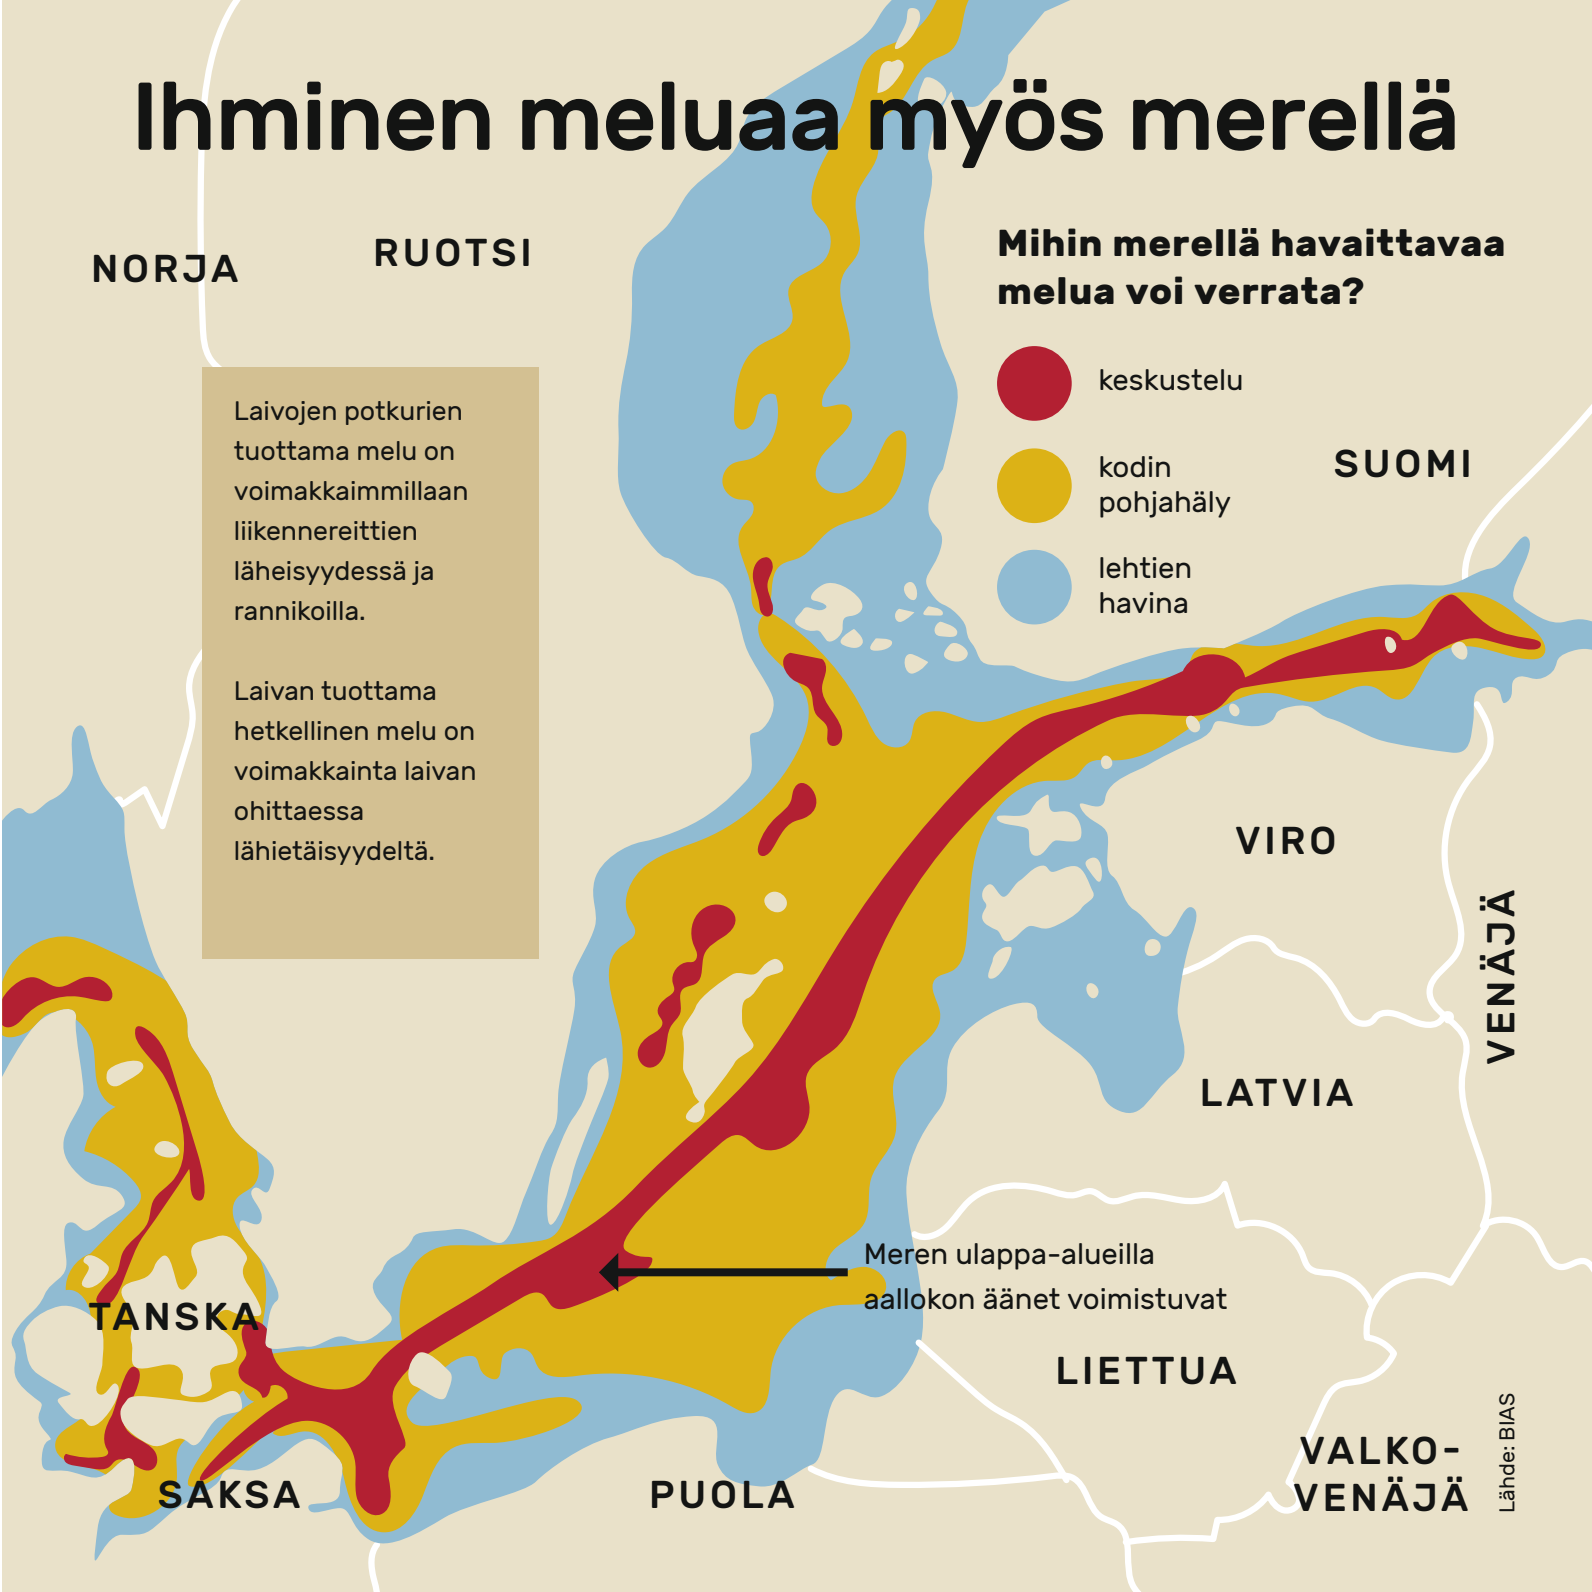 Ihminen meluaa myös merellä
NORJA
RUOTSI
Mihin merellä havaittavaa
melua voi verrata?
keskustelu
kodin
pohjahäly
lehtien
havina
SUOMI
Laivojen potkurien
tuottama melu on
voimakkaimmillaan
liikennereittien
läheisyydessä ja
rannikoilla.
Laivan tuottama
hetkellinen melu on
voimakkainta laivan
ohittaessa
lähietäisyydeltä.
VIRO
VENÄJÄ
LATVIA
Meren ulappa-alueilla
aallokon äänet voimistuvat
TANSKA
LIETTUA
VALKO-
VENÄJÄ
SAKSA
PUOLA
Lähde: BIAS